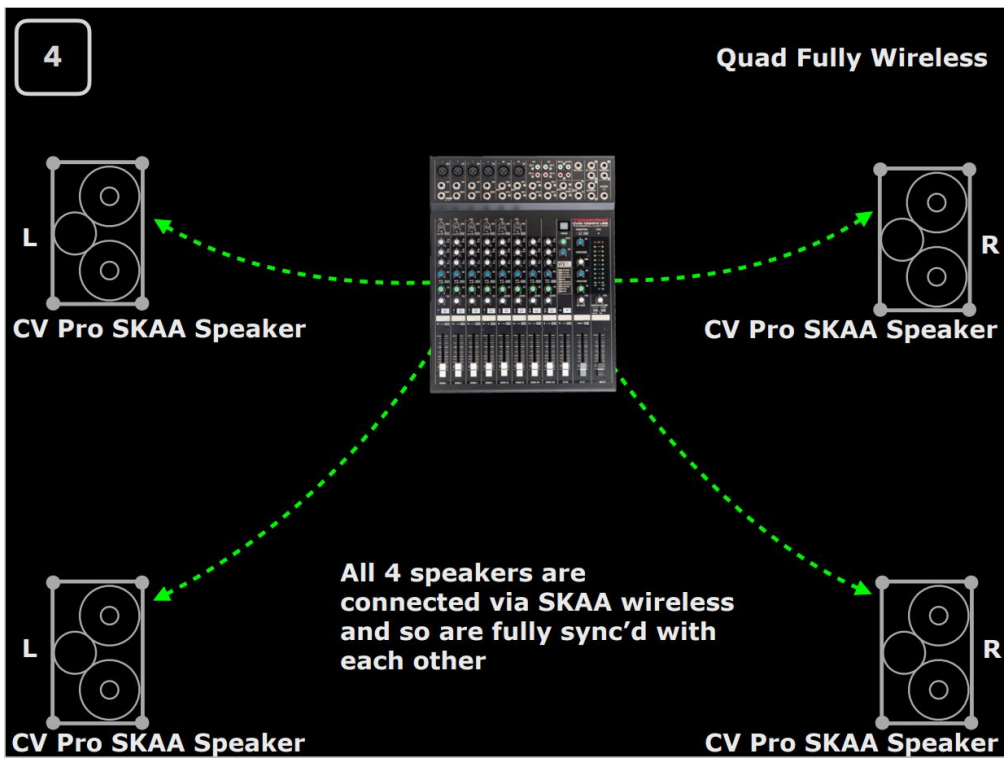 4
Quad Fully Wireless
L
R
CV Pro SKAA Speaker
CV Pro SKAA Speaker
All 4 speakers are
connected via SKAA wireless
and so are fully sync’d with
each other
L
R
CV Pro SKAA Speaker
CV Pro SKAA Speaker